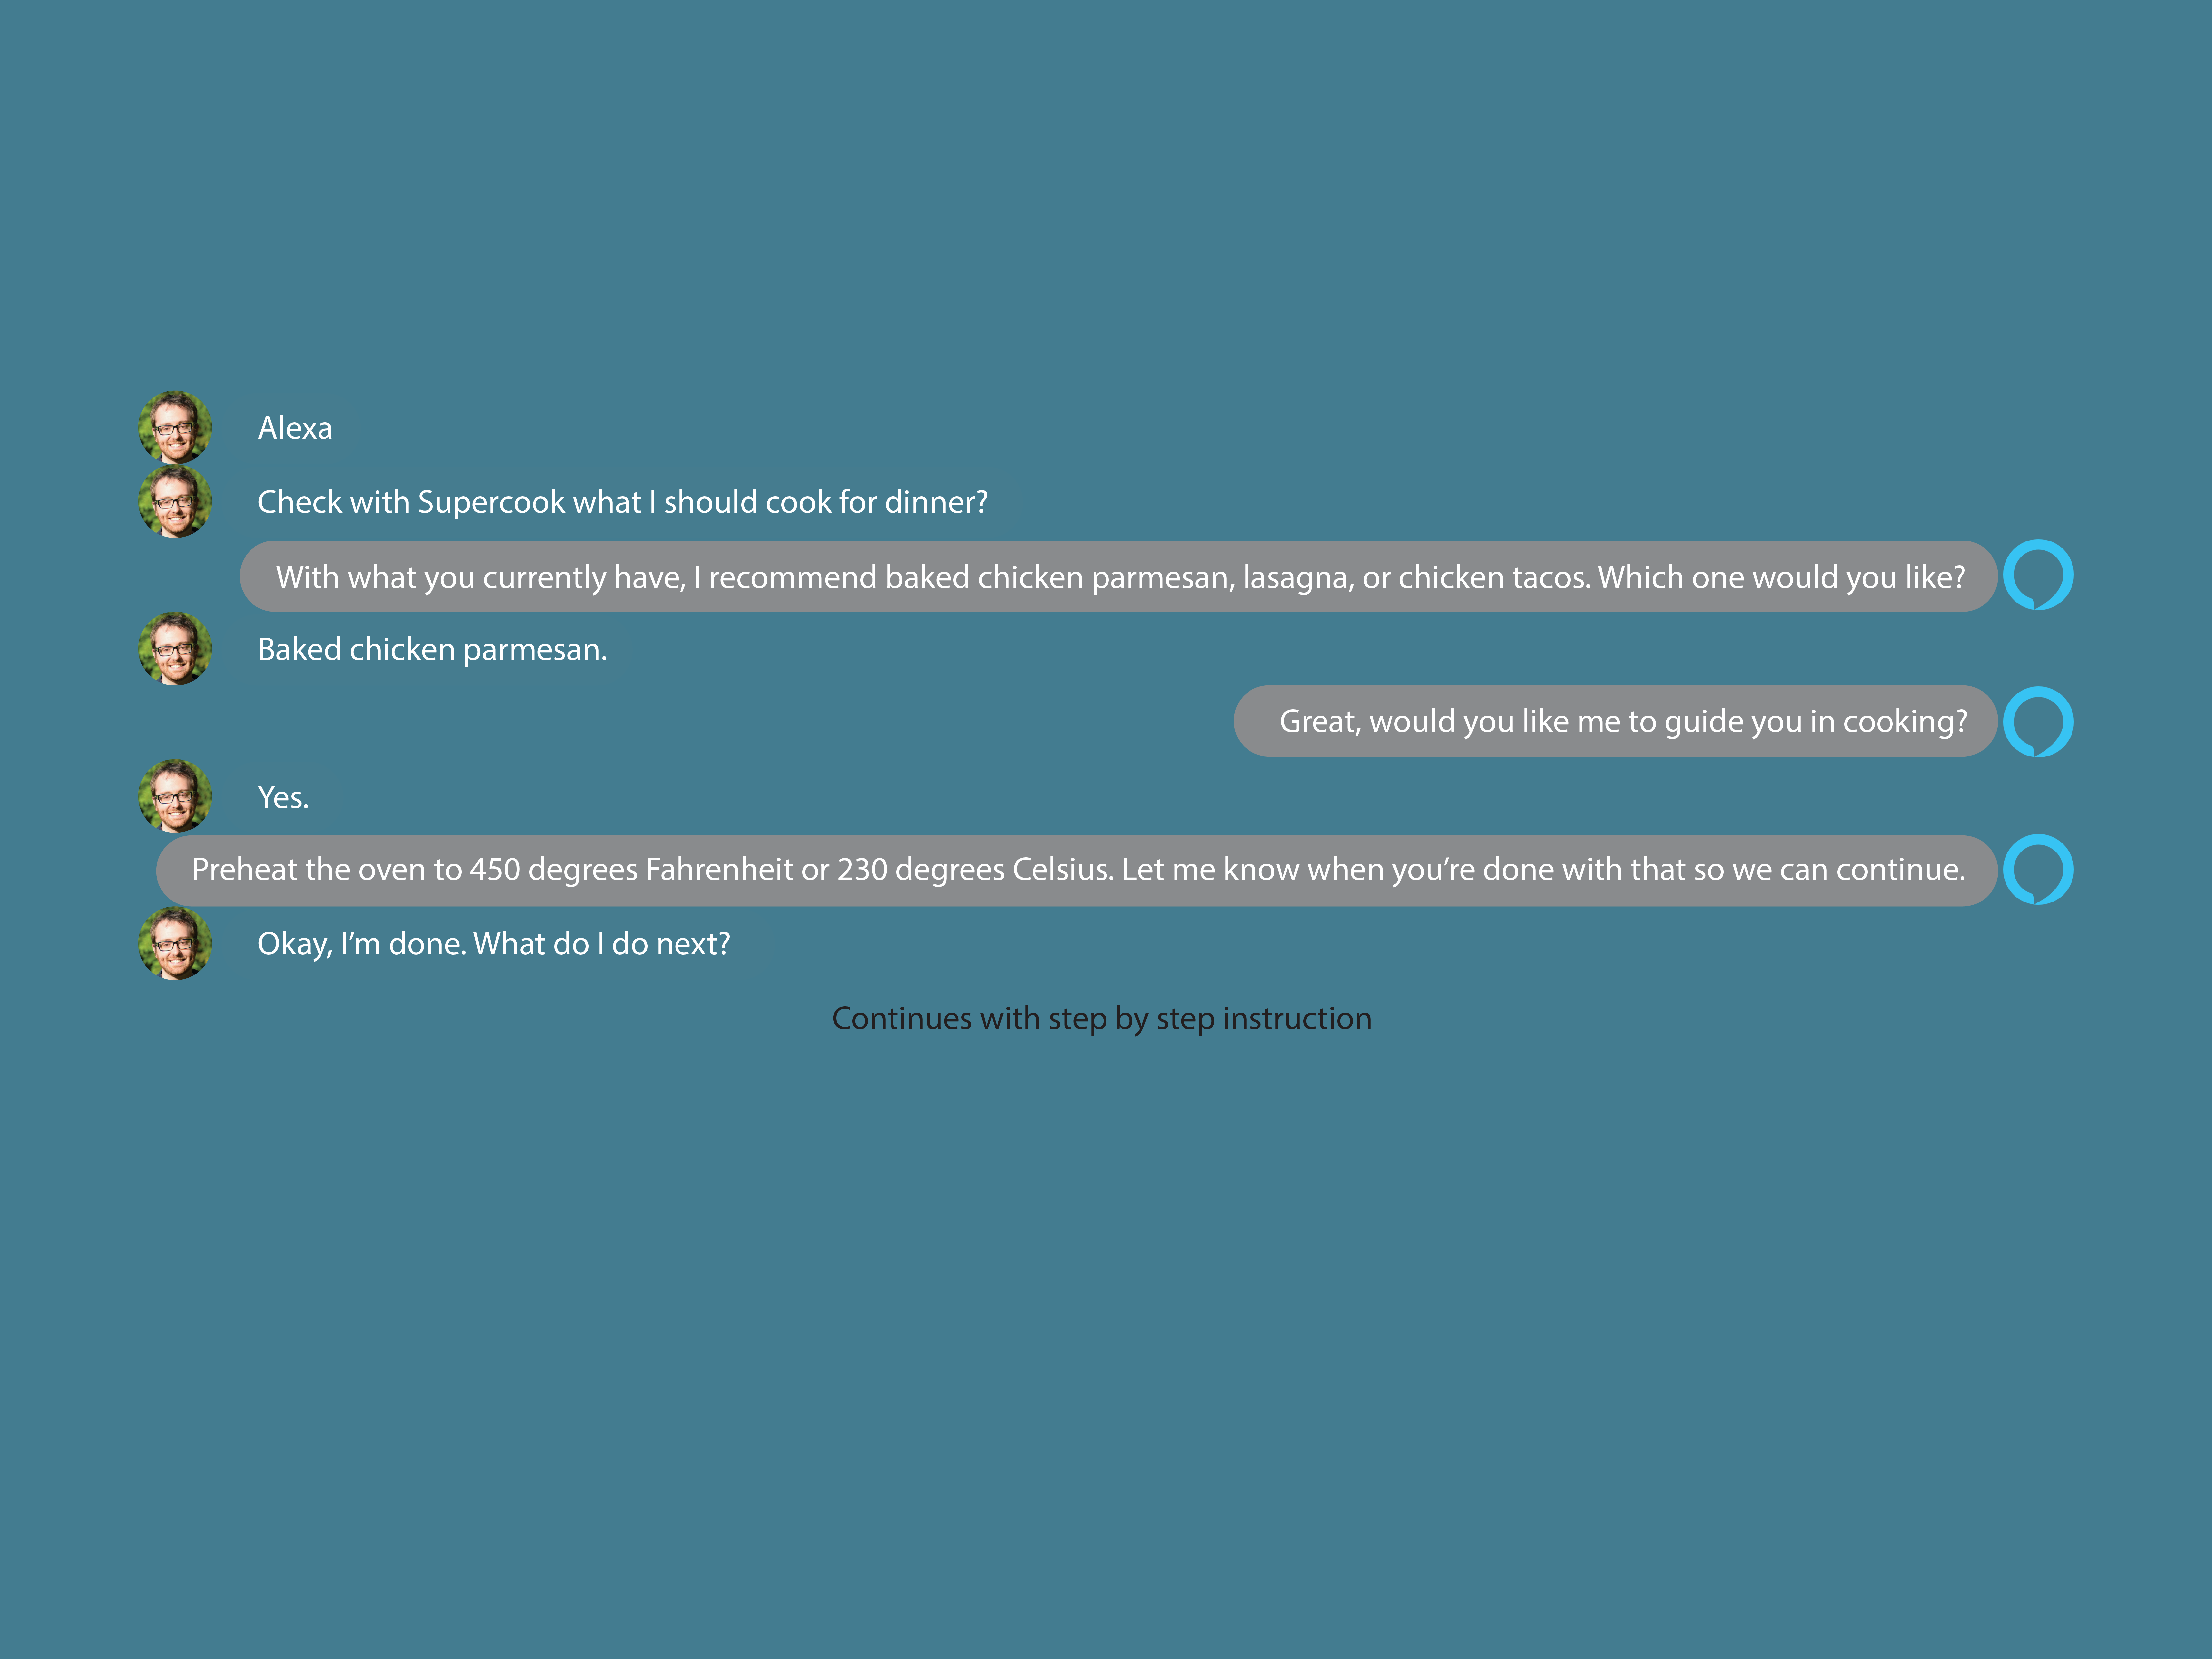 Alexa
Check with Supercook what I should cook for dinner?
With what you currently have, I recommend baked chicken parmesan, lasagna, or chicken tacos. Which one would you like?
Baked chicken parmesan.
Great, would you like me to guide you in cooking?
Yes.
Preheat the oven to 450 degrees Fahrenheit or 230 degrees Celsius. Let me know when you’re done with that so we can continue.
Okay, I’m done. What do I do next?
Continues with step by step instruction